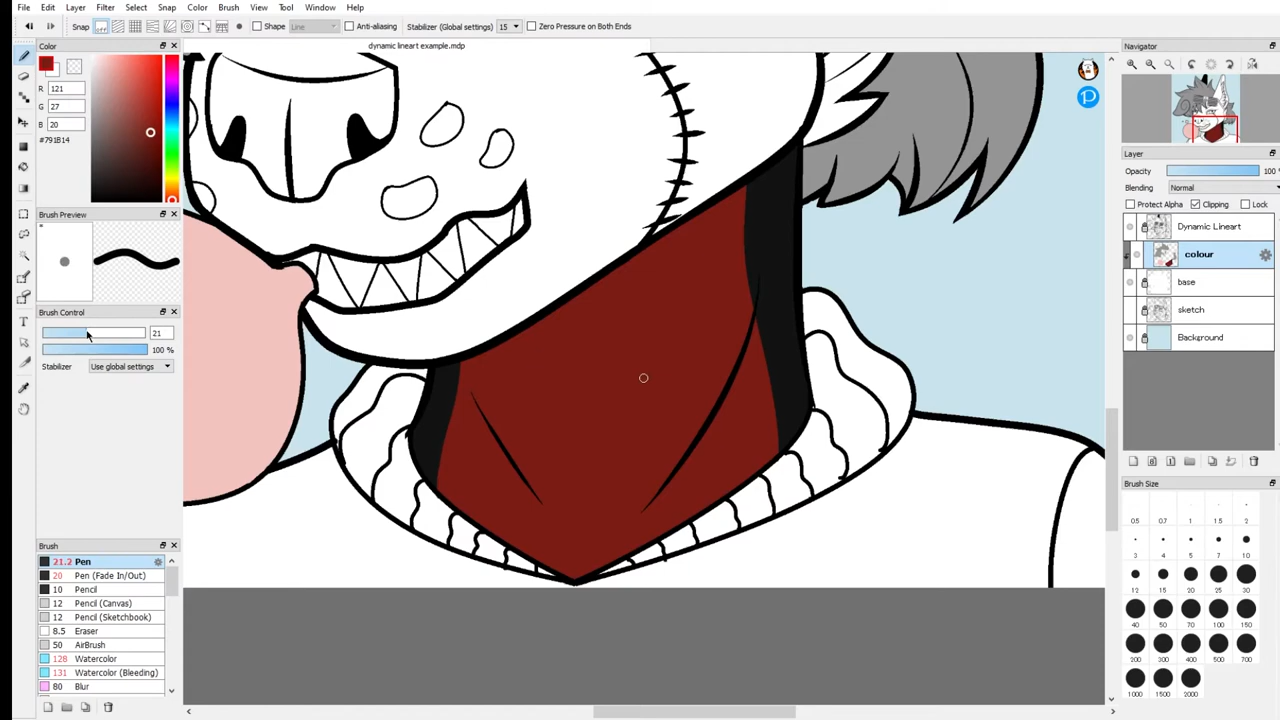 File Edit Layer Filter Select Snap Color Brush View Tool Window Help
Snap off Shape Line Anti-aliasing Stabilizer (Global settings) 15 Zero Pressure on Both Ends
dynamic lineart example.mdp
Color
R 121
G 27
B 20
#791B14
Brush Preview
Brush Control
21
100 %
Stabilizer Use global settings
Brush
21.2 Pen
20 Pen (Fade In/Out)
10 Pencil
12 Pencil (Canvas)
12 Pencil (Sketchbook)
8.5 Eraser
50 AirBrush
128 Watercolor
131 Watercolor (Bleeding)
80 Blur
Navigator
Layer
Opacity 100
Blending Normal
Protect Alpha Clipping Lock
Dynamic Lineart
colour
base
sketch
Background
Brush Size
0.5 0.7 1 1.5 2
3 4 5 7 10
12 15 20 25 30
40 50 70 100 150
200 300 400 500 700
1000 1500 2000